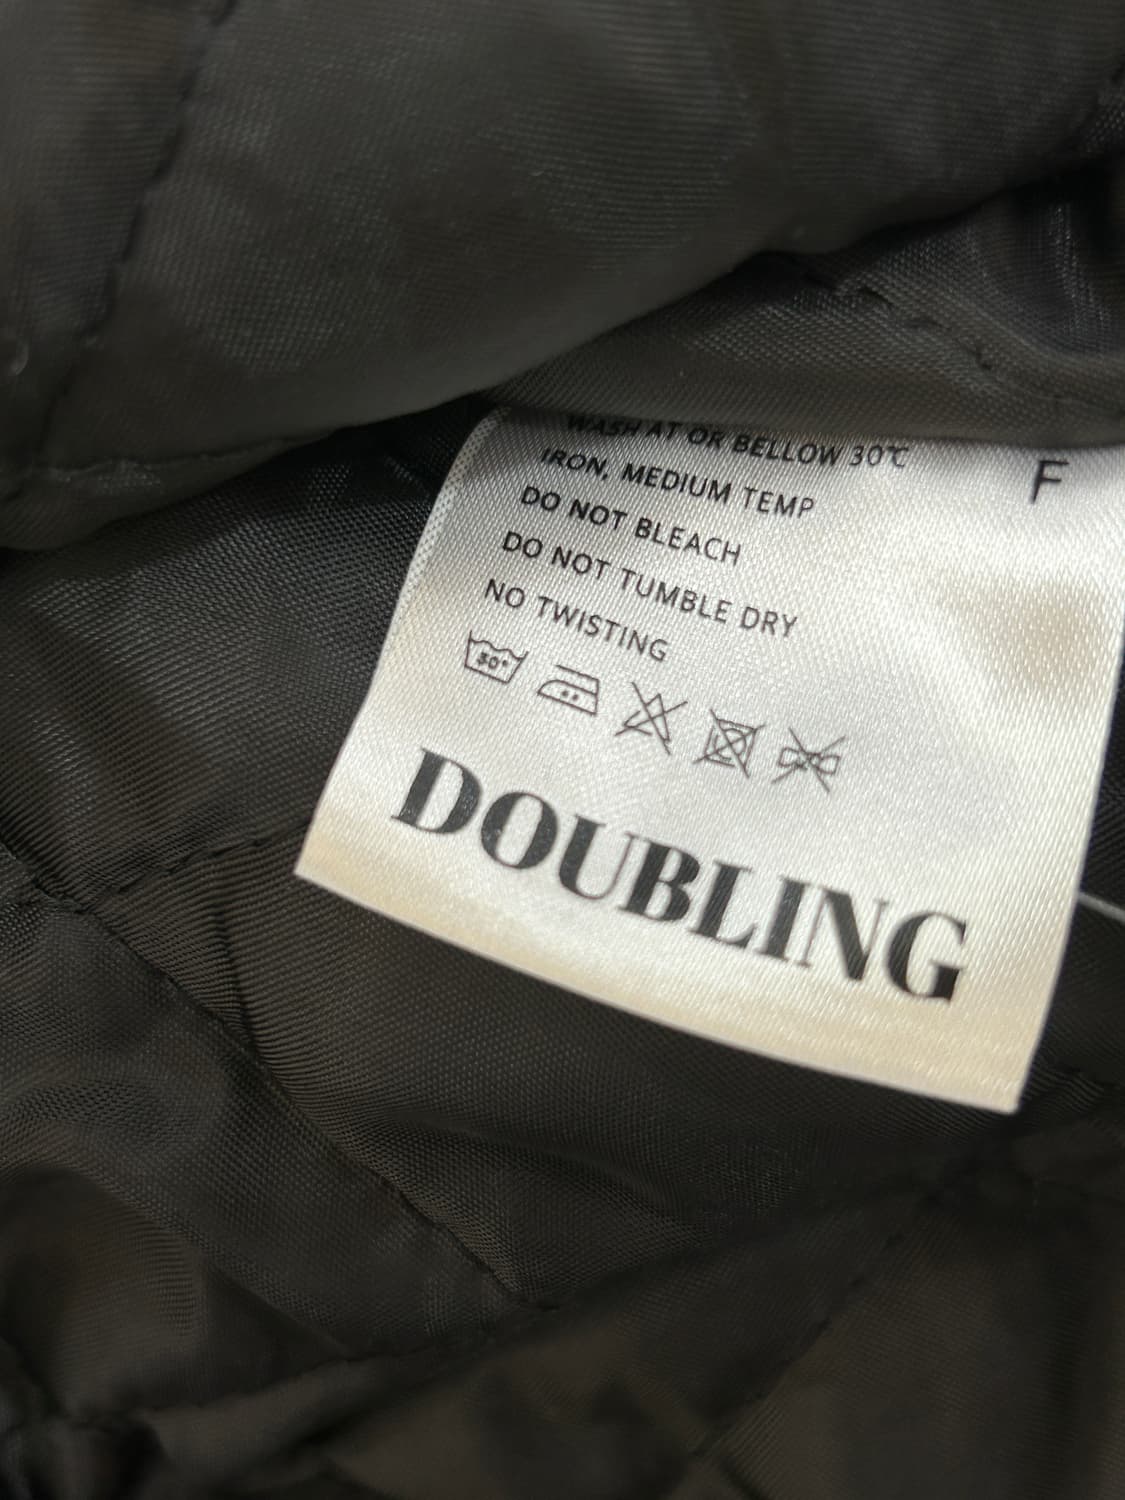 WASH AT OR BELLOW 30℃
F
IRON, MEDIUM TEMP
DO NOT BLEACH
DO NOT TUMBLE DRY
NO TWISTING
30°
DOUBLING